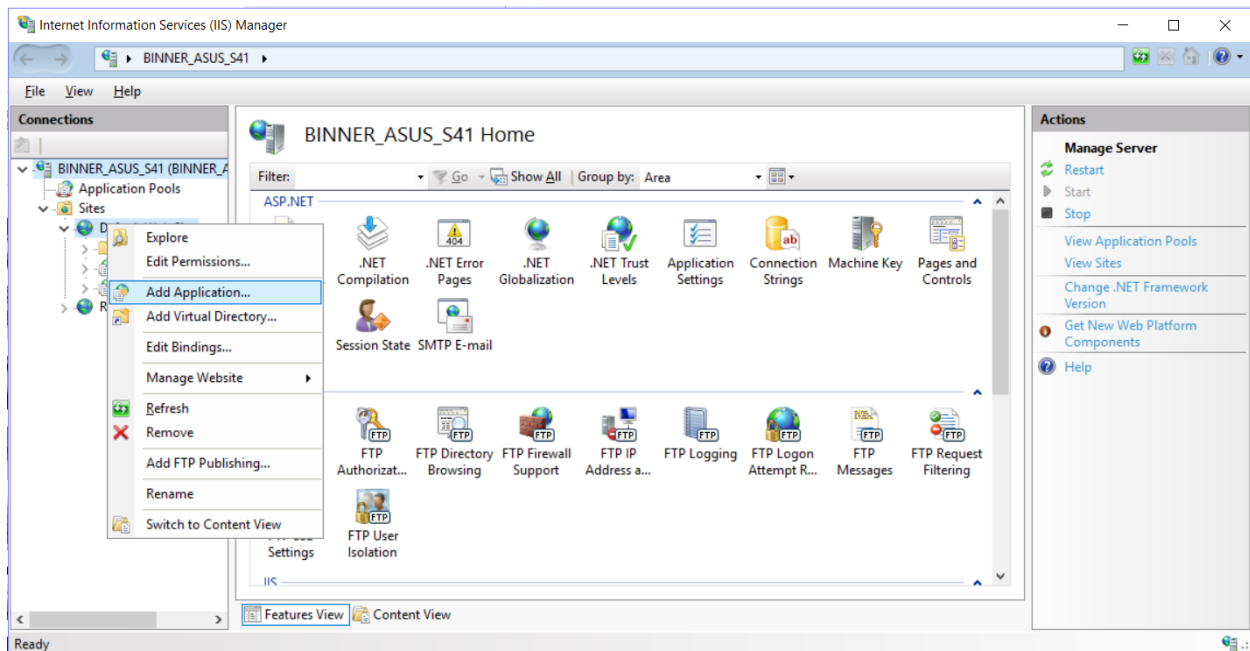 Internet Information Services (IIS) Manager
BINNER_ASUS_S41
File View Help
Connections
BINNER_ASUS_S41 (BINNER_A
Application Pools
Sites
Explore
Edit Permissions...
Add Application...
Add Virtual Directory...
Edit Bindings...
Manage Website
Refresh
Remove
Add FTP Publishing...
Rename
Switch to Content View
BINNER_ASUS_S41 Home
Filter: Go Show All Group by: Area
ASP.NET
.NET Compilation
.NET Error Pages
.NET Globalization
.NET Trust Levels
Application Settings
Connection Strings
Machine Key
Pages and Controls
Session State
SMTP E-mail
FTP Authorizat...
FTP Directory Browsing
FTP Firewall Support
FTP IP Address a...
FTP Logging
FTP Logon Attempt R...
FTP Messages
FTP Request Filtering
Settings
FTP User Isolation
IIS
Features View Content View
Actions
Manage Server
Restart
Start
Stop
View Application Pools
View Sites
Change .NET Framework
Version
Get New Web Platform
Components
Help
Ready